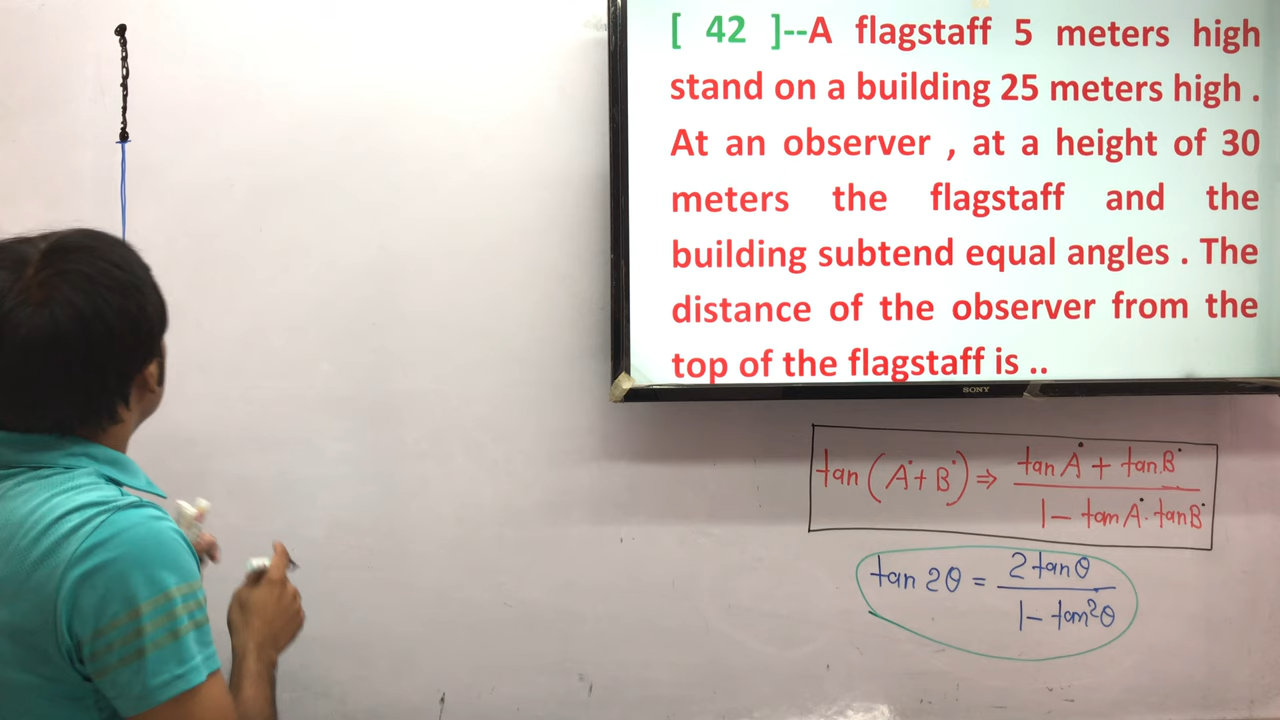 [ 42 ]--A flagstaff 5 meters high
stand on a building 25 meters high .
At an observer , at a height of 30
meters the flagstaff and the
building subtend equal angles . The
distance of the observer from the
top of the flagstaff is ..
SONY
tan (A+B) ⇒ tan A + tan B / 1 - tan A · tan B
tan 2θ = 2 tan θ / 1 - tan²θ